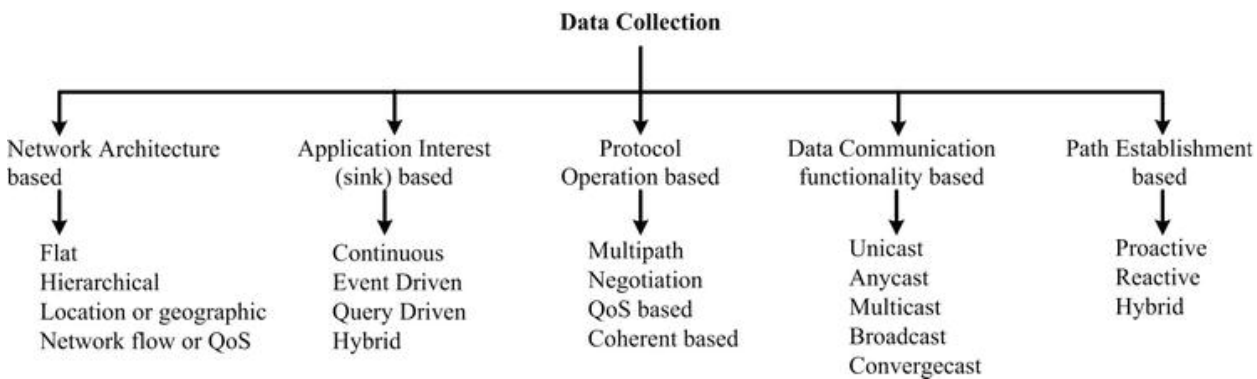 Data Collection
Network Architecture
based
Application Interest
(sink) based
Protocol
Operation based
Data Communication
functionality based
Path Establishment
based
Flat
Hierarchical
Location or geographic
Network flow or QoS
Continuous
Event Driven
Query Driven
Hybrid
Multipath
Negotiation
QoS based
Coherent based
Unicast
Anycast
Multicast
Broadcast
Convergecast
Proactive
Reactive
Hybrid